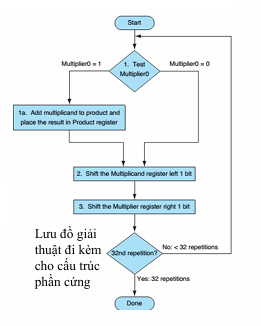 Start
Multiplier0 = 1
Multiplier0 = 0
1. Test
Multiplier0
1a. Add multiplicand to product and
place the result in Product register
2. Shift the Multiplicand register left 1 bit
3. Shift the Multiplier register right 1 bit
Lưu đồ giải
thuật đi kèm
cho cấu trúc
phần cứng
32nd repetition?
No: < 32 repetitions
Yes: 32 repetitions
Done